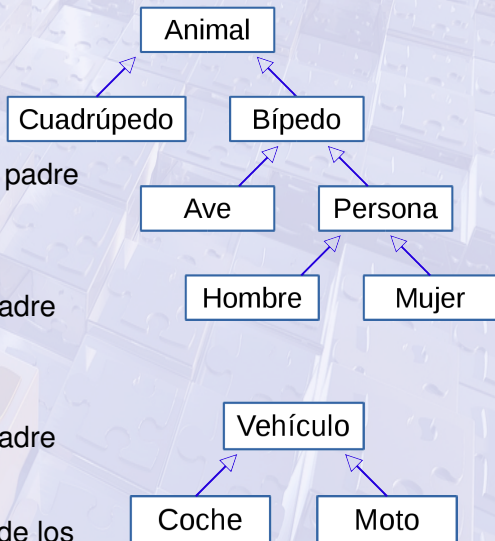 Animal
Cuadrúpedo Bípedo
padre
Ave Persona
Hombre Mujer
adre
Vehículo
adre
Coche Moto
de los